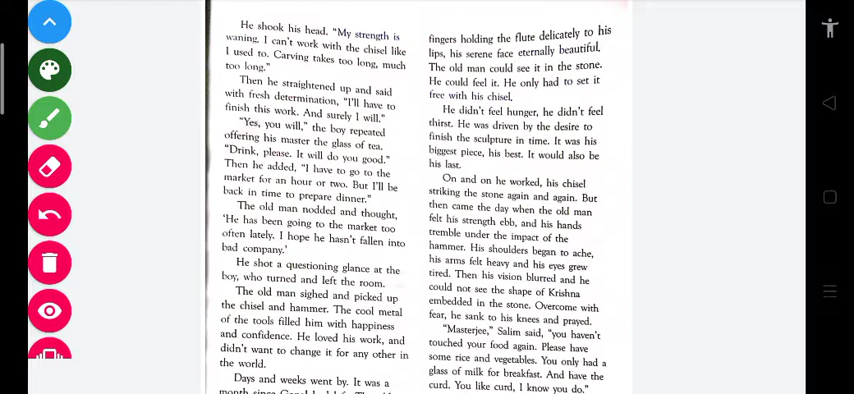 He shook his head. "My strength is
waning. I can't work with the chisel like
I used to. Carving takes too long, much
too long."
Then he straightened up and said
with fresh determination, "I'll have to
finish this work. And surely I will."
"Yes, you will," the boy repeated
offering his master the glass of tea.
"Drink, please. It will do you good."
Then he added, "I have to go to the
market for an hour or two. But I'll be
back in time to prepare dinner."
The old man nodded and thought,
'He has been going to the market too
often lately. I hope he hasn't fallen into
bad company.'
He shot a questioning glance at the
boy, who turned and left the room.
The old man sighed and picked up
the chisel and hammer. The cool metal
of the tools filled him with happiness
and confidence. He loved his work, and
didn't want to change it for any other in
the world.
Days and weeks went by. It was a
month since
fingers holding the flute delicately to his
lips, his serene face eternally beautiful.
The old man could see it in the stone.
He could feel it. He only had to set it
free with his chisel.
He didn't feel hunger, he didn't feel
thirst. He was driven by the desire to
finish the sculpture in time. It was his
biggest piece, his best. It would also be
his last.
On and on he worked, his chisel
striking the stone again and again. But
then came the day when the old man
felt his strength ebb, and his hands
tremble under the impact of the
hammer. His shoulders began to ache,
his arms felt heavy and his eyes grew
tired. Then his vision blurred and he
could not see the shape of Krishna
embedded in the stone. Overcome with
fear, he sank to his knees and prayed.
"Masterjee," Salim said, "you haven't
touched your food again. Please have
some rice and vegetables. You only had a
glass of milk for breakfast. And have the
curd. You like curd, I know you do."